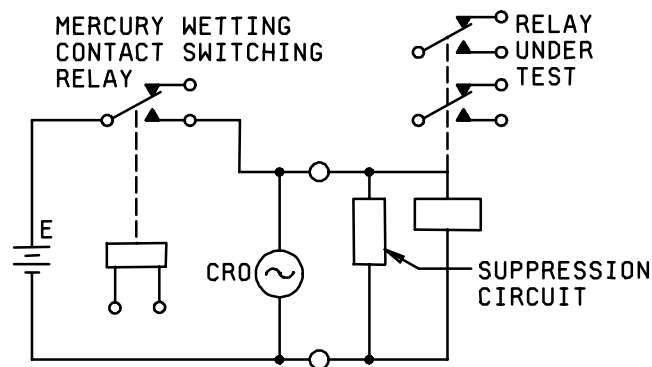 MERCURY WETTING
CONTACT SWITCHING
RELAY
RELAY
UNDER
TEST
E
CRO
SUPPRESSION
CIRCUIT